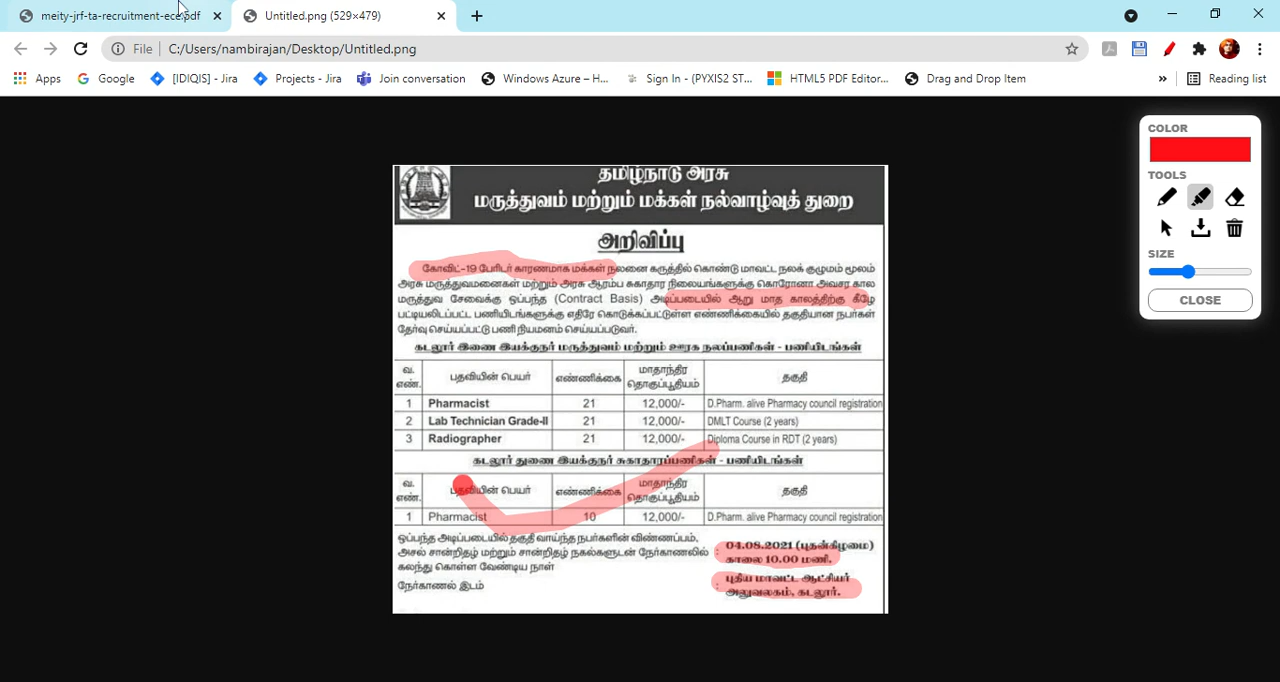 meity-jrf-ta-recruitment-ece.pdf
Untitled.png (529×479)
File
C:/Users/nambirajan/Desktop/Untitled.png
Apps
Google
[IDIQIS] - Jira
Projects - Jira
Join conversation
Windows Azure – H...
Sign In - (PYXIS2 ST...
HTML5 PDF Editor...
Drag and Drop Item
»
Reading list
COLOR
TOOLS
SIZE
CLOSE
தமிழ்நாடு அரசு
மருத்துவம் மற்றும் மக்கள் நல்வாழ்வுத் துறை
அறிவிப்பு
கோவிட்-19 பேரிடர் காரணமாக மக்கள் நலனை கருத்தில் கொண்டு மாவட்ட நலக் குழுமம் மூலம்
அரசு மருத்துவமனைகள் மற்றும் அரசு ஆரம்ப சுகாதார நிலையங்களுக்கு கொரோனா அவசர கால
மருத்துவ சேவைக்கு ஒப்பந்த (Contract Basis) அடிப்படையில் ஆறு மாத காலத்திற்கு கீழே
பட்டியலிடப்பட்ட பணியிடங்களுக்கு எதிரே கொடுக்கப்பட்டுள்ள எண்ணிக்கையில் தகுதியான நபர்கள்
தேர்வு செய்யப்பட்டு பணி நியமனம் செய்யப்படுவர்.
கடலூர் இணை இயக்குநர் மருத்துவம் மற்றும் ஊரக நலப்பணிகள் - பணியிடங்கள்
வ. எண். பதவியின் பெயர் எண்ணிக்கை மாதாந்திர தொகுப்பூதியம் தகுதி
1 Pharmacist 21 12,000/- D.Pharm. alive Pharmacy council registration
2 Lab Technician Grade-II 21 12,000/- DMLT Course (2 years)
3 Radiographer 21 12,000/- Diploma Course in RDT (2 years)
கடலூர் துணை இயக்குநர் சுகாதாரப்பணிகள் - பணியிடங்கள்
வ. எண். பதவியின் பெயர் எண்ணிக்கை மாதாந்திர தொகுப்பூதியம் தகுதி
1 Pharmacist 10 12,000/- D.Pharm. alive Pharmacy council registration
ஒப்பந்த அடிப்படையில் தகுதி வாய்ந்த நபர்களின் விண்ணப்பம்,
அசல் சான்றிதழ் மற்றும் சான்றிதழ் நகல்களுடன் நேர்காணலில்
கலந்து கொள்ள வேண்டிய நாள்
: 04.08.2021 (புதன்கிழமை)
காலை 10.00 மணி.
நேர்காணல் இடம்
: புதிய மாவட்ட ஆட்சியர்
அலுவலகம், கடலூர்.